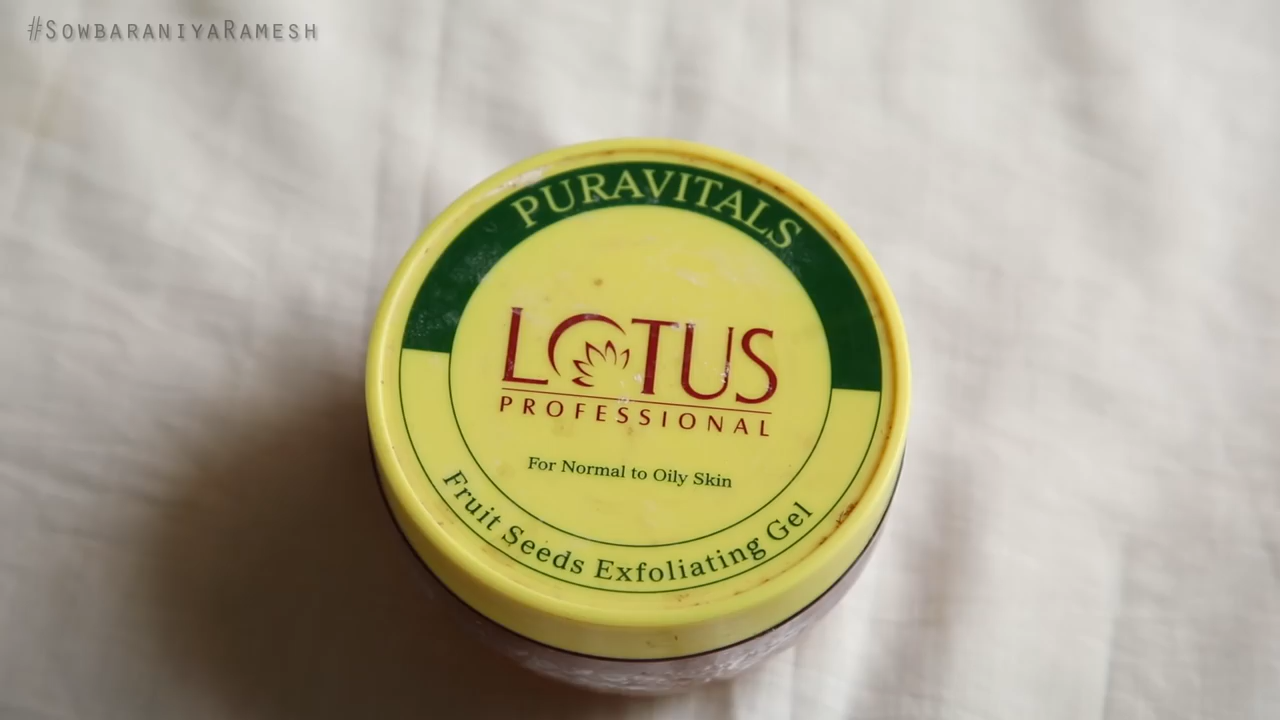 #SowbaraniyaRamesh
PURAVITALS
LOTUS
PROFESSIONAL
For Normal to Oily Skin
Fruit Seeds Exfoliating Gel